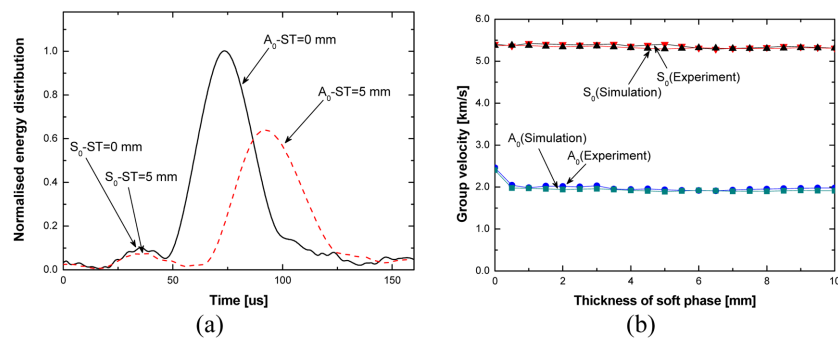 A0-ST=0 mm
A0-ST=5 mm
S0-ST=0 mm
S0-ST=5 mm
Normalised energy distribution
1.0
0.8
0.6
0.4
0.2
0.0
0
50
100
150
Time [us]
(a)
6.0
5.0
4.0
3.0
2.0
1.0
0.0
Group velocity [km/s]
S0(Experiment)
S0(Simulation)
A0(Simulation)
A0(Experiment)
0
2
4
6
8
10
Thickness of soft phase [mm]
(b)